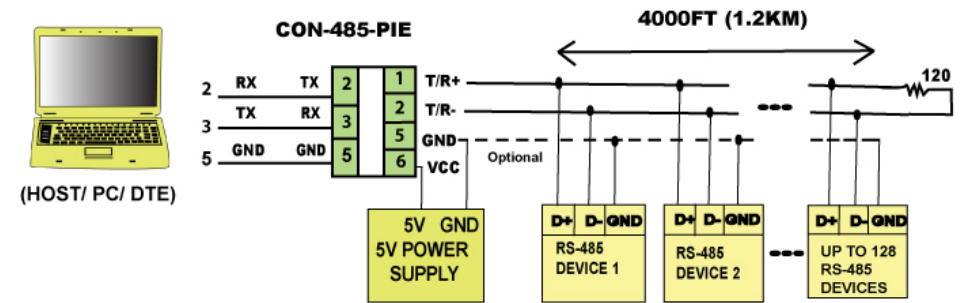 4000FT (1.2KM)
CON-485-PIE
120
2 RX TX 2 1 T/R+
3 TX RX 3 2 T/R-
5 GND GND 5 5 GND
Optional
6 VCC
(HOST/ PC/ DTE)
5V GND
5V POWER
SUPPLY
D+ D- GND
RS-485
DEVICE 1
D+ D- GND
RS-485
DEVICE 2
D+ D- GND
UP TO 128
RS-485
DEVICES